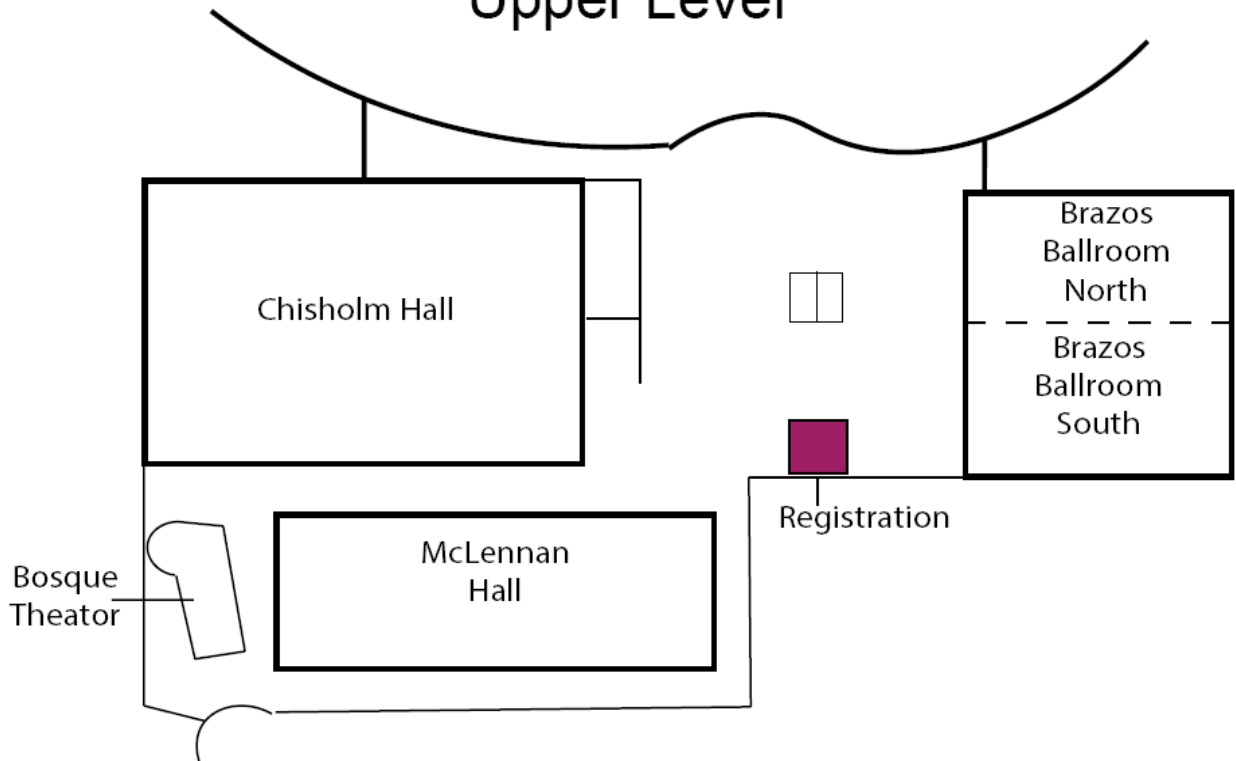 Upper Level
Brazos
Ballroom
North
Chisholm Hall
Brazos
Ballroom
South
Registration
McLennan
Hall
Bosque
Theator